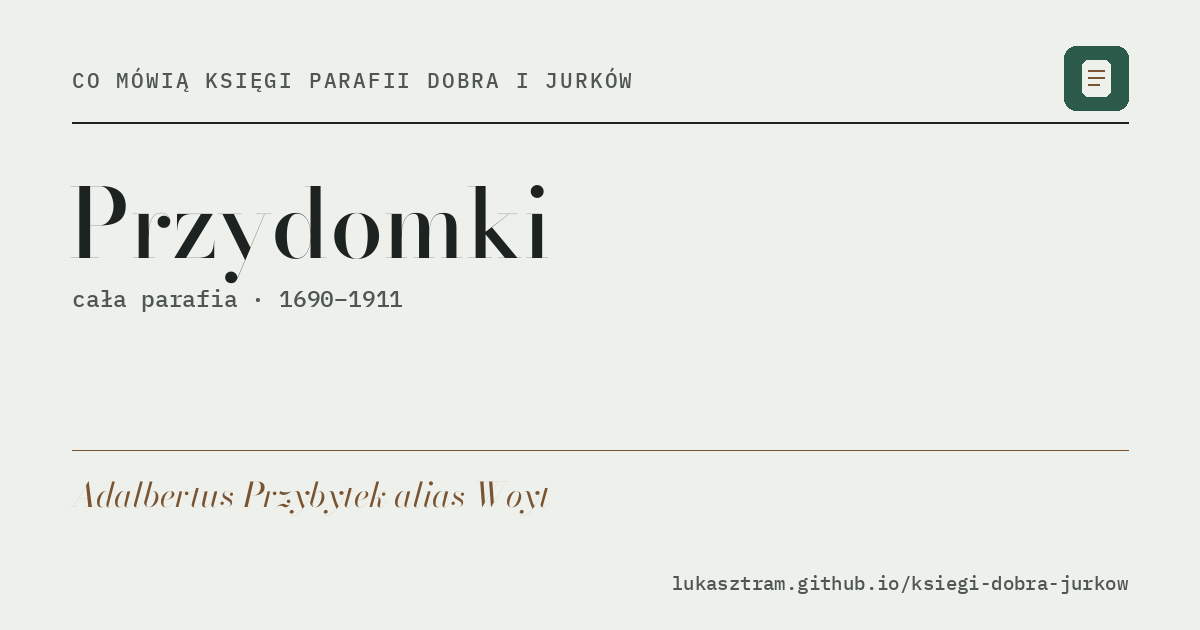 CO MÓWIĄ KSIĘGI PARAFII DOBRA I JURKÓW
Przydomki
cała parafia · 1690–1911
Adalbertus Przybytek alias Woyt
lukasztram.github.io/ksiegi-dobra-jurkow